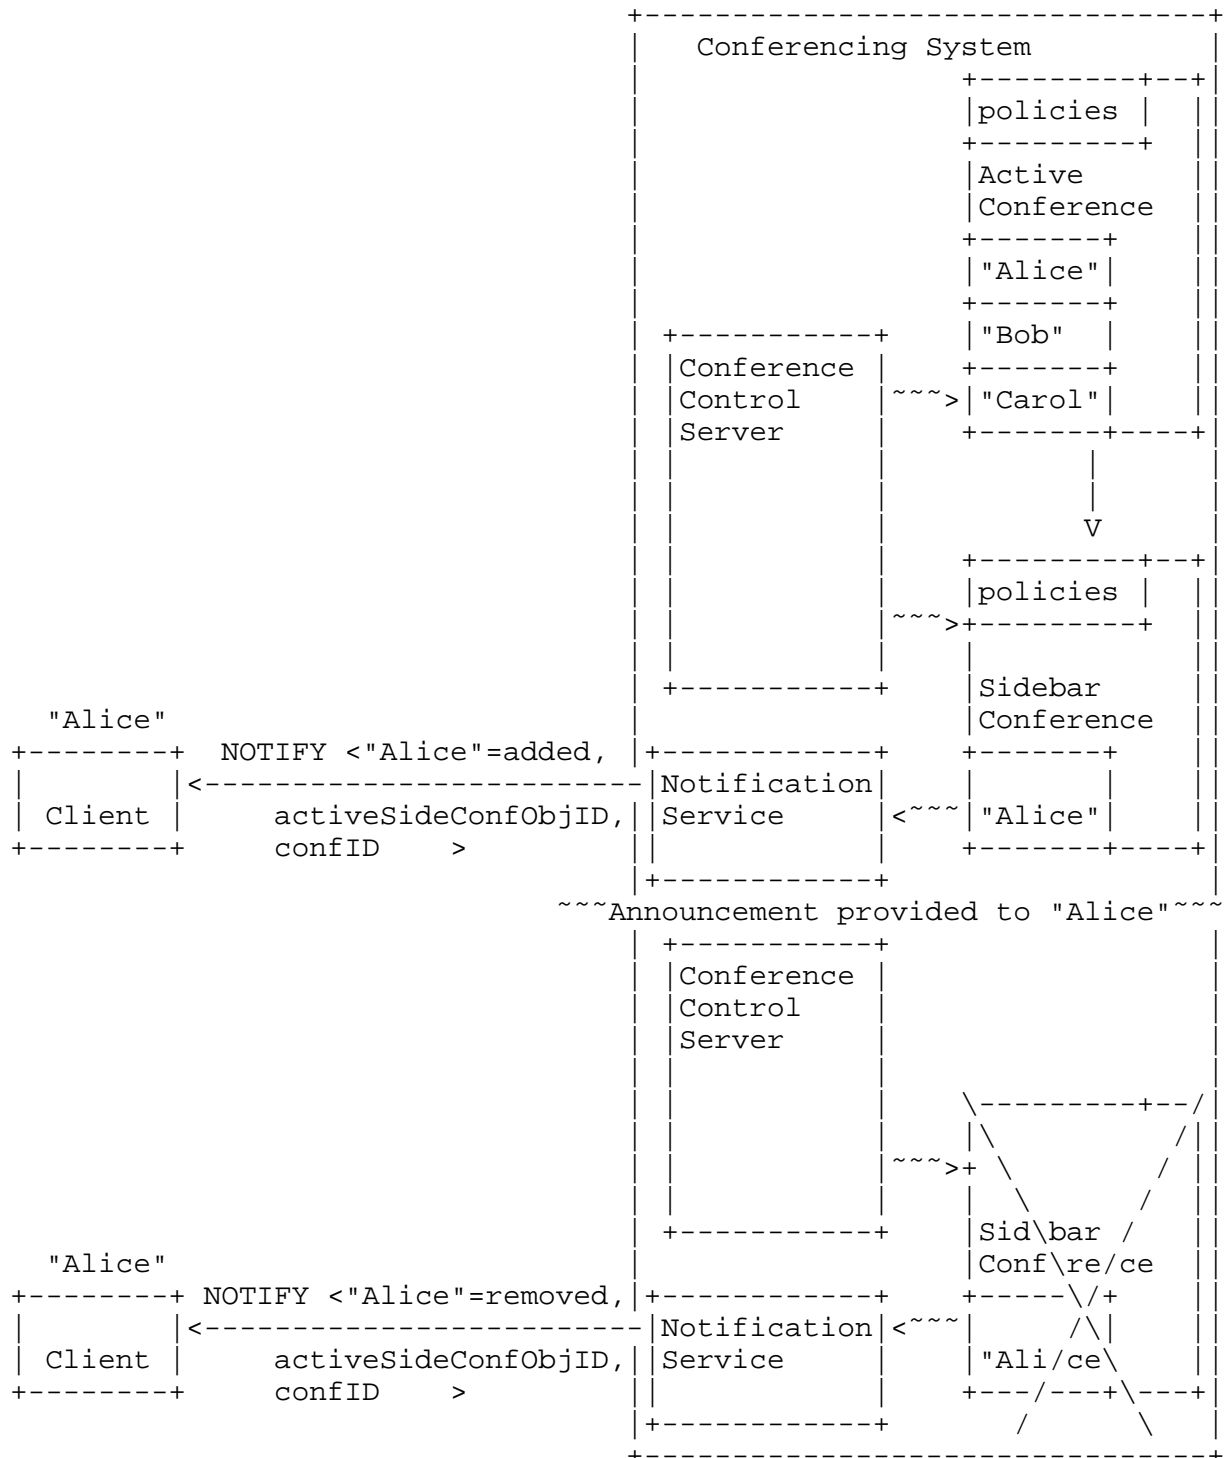 Conferencing System
policies
Active
Conference
"Alice"
"Bob"
Conference
Control
"Carol"
Server
policies
Sidebar
"Alice"
Conference
NOTIFY <"Alice"=added,
Notification
Client
activeSideConfObjID,
Service
"Alice"
confID >
~~~Announcement provided to "Alice"~~~
Conference
Control
Server
Sid\bar
"Alice"
Conf\re/ce
NOTIFY <"Alice"=removed,
Notification
Client
activeSideConfObjID,
Service
"Ali/ce\
confID >